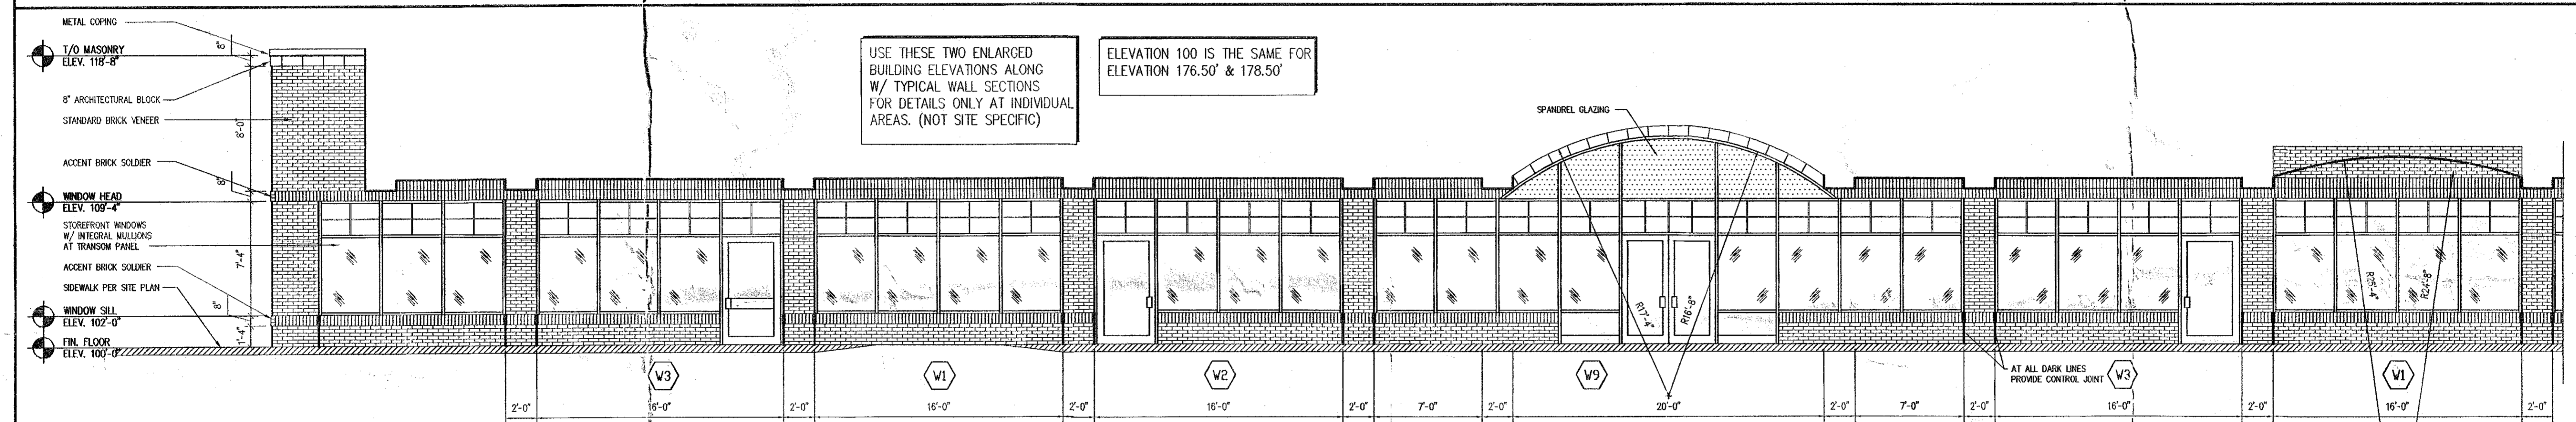 METAL COPING
8"
T/O MASONRY
ELEV. 118'-8"
8" ARCHITECTURAL BLOCK
STANDARD BRICK VENEER
8'-0"
ACCENT BRICK SOLDIER
8"
WINDOW HEAD
ELEV. 109'-4"
STOREFRONT WINDOWS
W/ INTEGRAL MULLIONS
AT TRANSOM PANEL
7'-4"
ACCENT BRICK SOLDIER
SIDEWALK PER SITE PLAN
8"
WINDOW SILL
ELEV. 102'-0"
1'-4"
FIN. FLOOR
ELEV. 100'-0"
USE THESE TWO ENLARGED
BUILDING ELEVATIONS ALONG
W/ TYPICAL WALL SECTIONS
FOR DETAILS ONLY AT INDIVIDUAL
AREAS. (NOT SITE SPECIFIC)
ELEVATION 100 IS THE SAME FOR
ELEVATION 176.50' & 178.50'
SPANDREL GLAZING
R17'-4"
R16'-8"
R25'-4"
R24'-8"
AT ALL DARK LINES
PROVIDE CONTROL JOINT
W3
W1
W2
W9
W3
W1
2'-0"
16'-0"
2'-0"
16'-0"
2'-0"
16'-0"
2'-0"
7'-0"
2'-0"
20'-0"
2'-0"
7'-0"
2'-0"
16'-0"
2'-0"
16'-0"
2'-0"